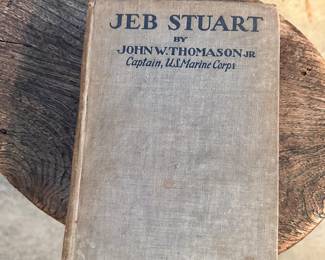 JEB STUART
BY
JOHN W. THOMASON JR
Captain, U.S. Marine Corps